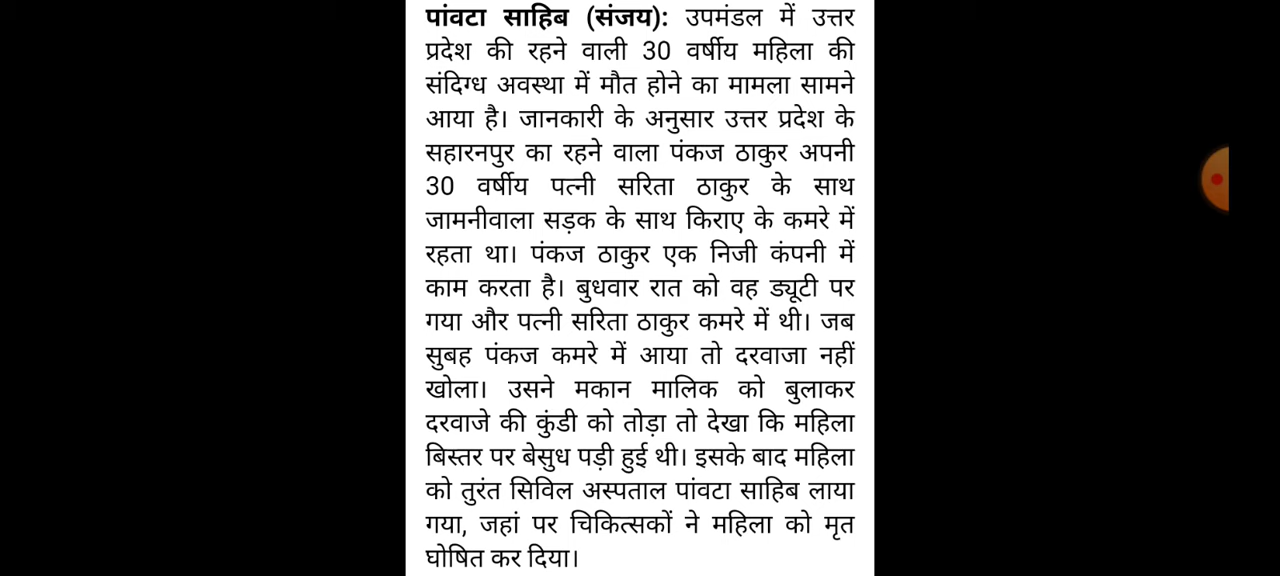 पांवटा साहिब (संजय): उपमंडल में उत्तर
प्रदेश की रहने वाली 30 वर्षीय महिला की
संदिग्ध अवस्था में मौत होने का मामला सामने
आया है। जानकारी के अनुसार उत्तर प्रदेश के
सहारनपुर का रहने वाला पंकज ठाकुर अपनी
30 वर्षीय पत्नी सरिता ठाकुर के साथ
जामनीवाला सड़क के साथ किराए के कमरे में
रहता था। पंकज ठाकुर एक निजी कंपनी में
काम करता है। बुधवार रात को वह ड्यूटी पर
गया और पत्नी सरिता ठाकुर कमरे में थी। जब
सुबह पंकज कमरे में आया तो दरवाजा नहीं
खोला। उसने मकान मालिक को बुलाकर
दरवाजे की कुंडी को तोड़ा तो देखा कि महिला
बिस्तर पर बेसुध पड़ी हुई थी। इसके बाद महिला
को तुरंत सिविल अस्पताल पांवटा साहिब लाया
गया, जहां पर चिकित्सकों ने महिला को मृत
घोषित कर दिया।